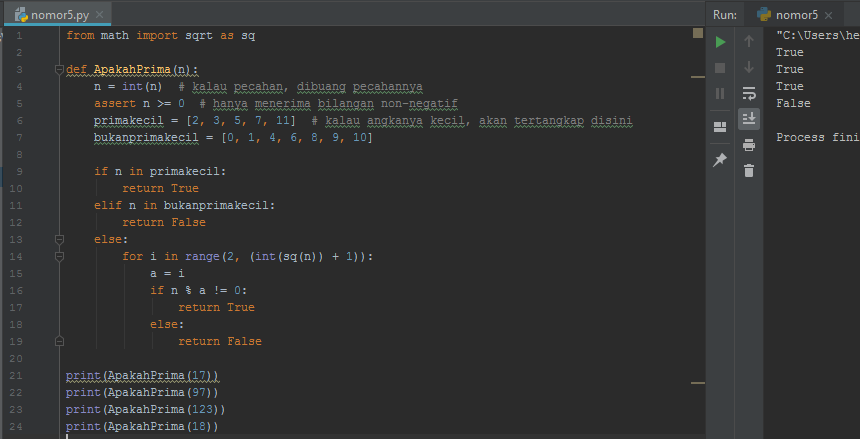 nomor5.py
Run: nomor5
1 from math import sqrt as sq
2
3 def ApakahPrima(n):
4     n = int(n)  # kalau pecahan, dibuang pecahannya
5     assert n >= 0  # hanya menerima bilangan non-negatif
6     primakecil = [2, 3, 5, 7, 11]  # kalau angkanya kecil, akan tertangkap disini
7     bukanprimakecil = [0, 1, 4, 6, 8, 9, 10]
8
9     if n in primakecil:
10         return True
11     elif n in bukanprimakecil:
12         return False
13     else:
14         for i in range(2, (int(sq(n)) + 1)):
15             a = i
16             if n % a != 0:
17                 return True
18             else:
19                 return False
20
21 print(ApakahPrima(17))
22 print(ApakahPrima(97))
23 print(ApakahPrima(123))
24 print(ApakahPrima(18))
"C:\Users\he
True
True
True
False
Process fini